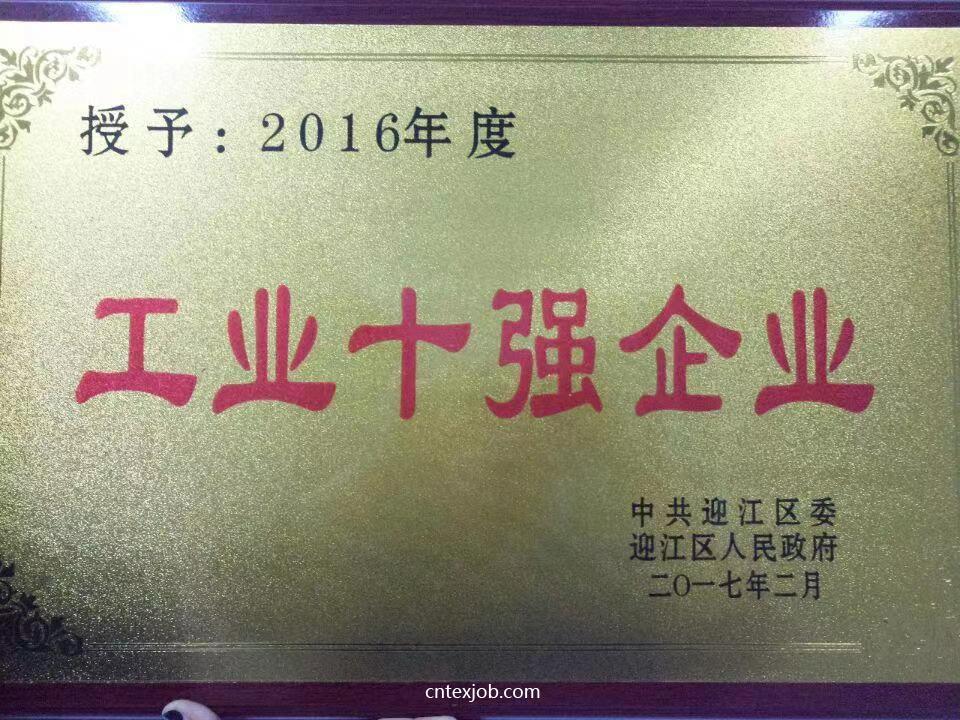 授予：2016年度
工业十强企业
中共迎江区委
迎江区人民政府
二〇一七年二月
cntexjob.com